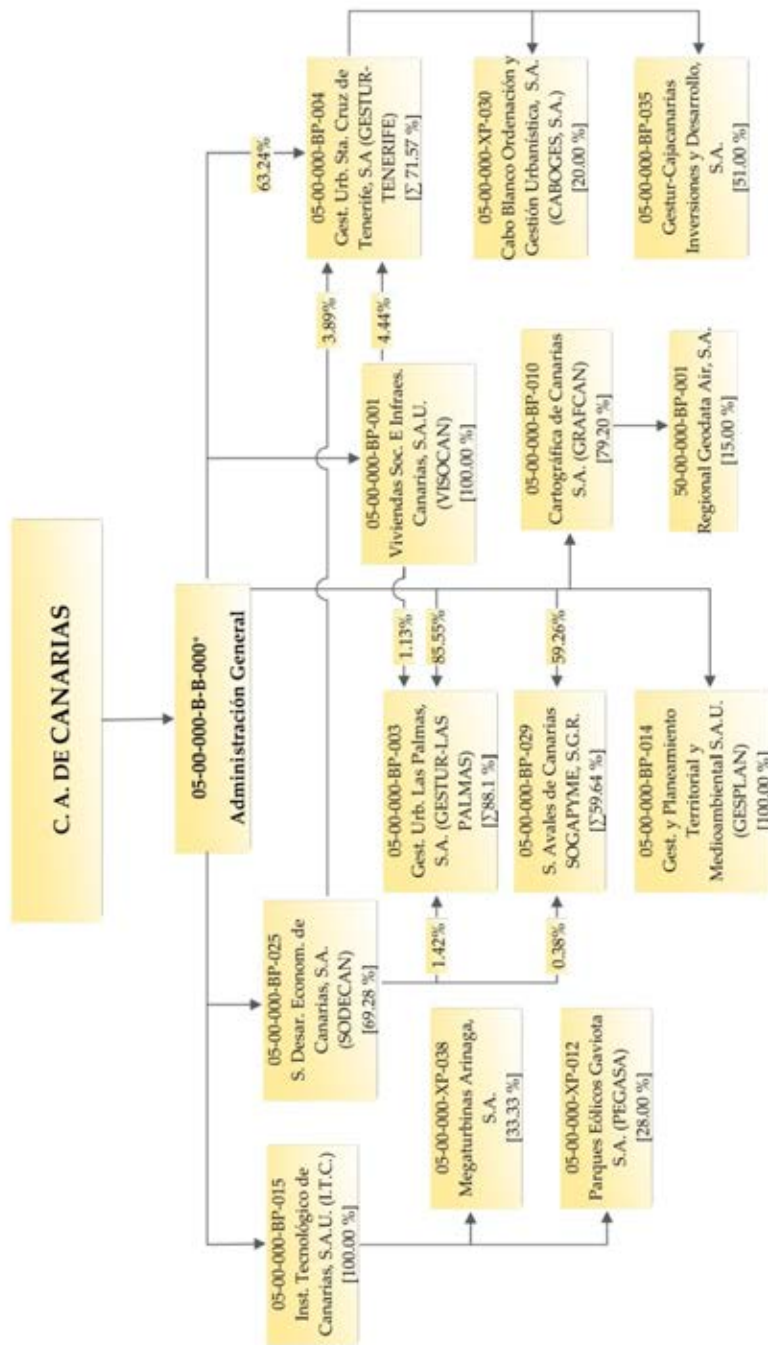 C. A. DE CANARIAS
05-00-000-B-B-000*
Administración General
05-00-000-BP-015
Inst. Tecnológico de
Canarias, S.A.U. (I.T.C.)
[100.00 %]
05-00-000-XP-038
Megaturbinas Arinaga,
S.A.
[33.33 %]
05-00-000-XP-012
Parques Eólicos Gaviota
S.A. (PEGASA)
[28.00 %]
05-00-000-BP-025
S. Desar. Econom. de
Canarias, S.A.
(SODECAN)
[69.28 %]
1.42%
0.38%
3.89%
05-00-000-BP-003
Gest. Urb. Las Palmas,
S.A. (GESTUR-LAS
PALMAS)
[∑88.1 %]
1.13%
85.55%
05-00-000-BP-029
S. Avales de Canarias
SOGAPYME, S.G.R.
[∑59.64 %]
59.26%
05-00-000-BP-014
Gest. y Planeamiento
Territorial y
Medioambiental S.A.U.
(GESPLAN)
[100.00 %]
05-00-000-BP-001
Viviendas Soc. E Infraes.
Canarias, S.A.U.
(VISOCAN)
[100.00 %]
4.44%
05-00-000-BP-010
Cartográfica de Canarias
S.A. (GRAFCAN)
[79.20 %]
50-00-000-BP-001
Regional Geodata Air, S.A.
[15.00 %]
63.24%
05-00-000-BP-004
Gest. Urb. Sta. Cruz de
Tenerife, S.A (GESTUR-
TENERIFE)
[∑ 71.57 %]
05-00-000-XP-030
Cabo Blanco Ordenación y
Gestión Urbanística, S.A.
(CABOGES, S.A.)
[20.00 %]
05-00-000-BP-035
Gestur-Cajacanarias
Inversiones y Desarrollo,
S.A.
[51.00 %]